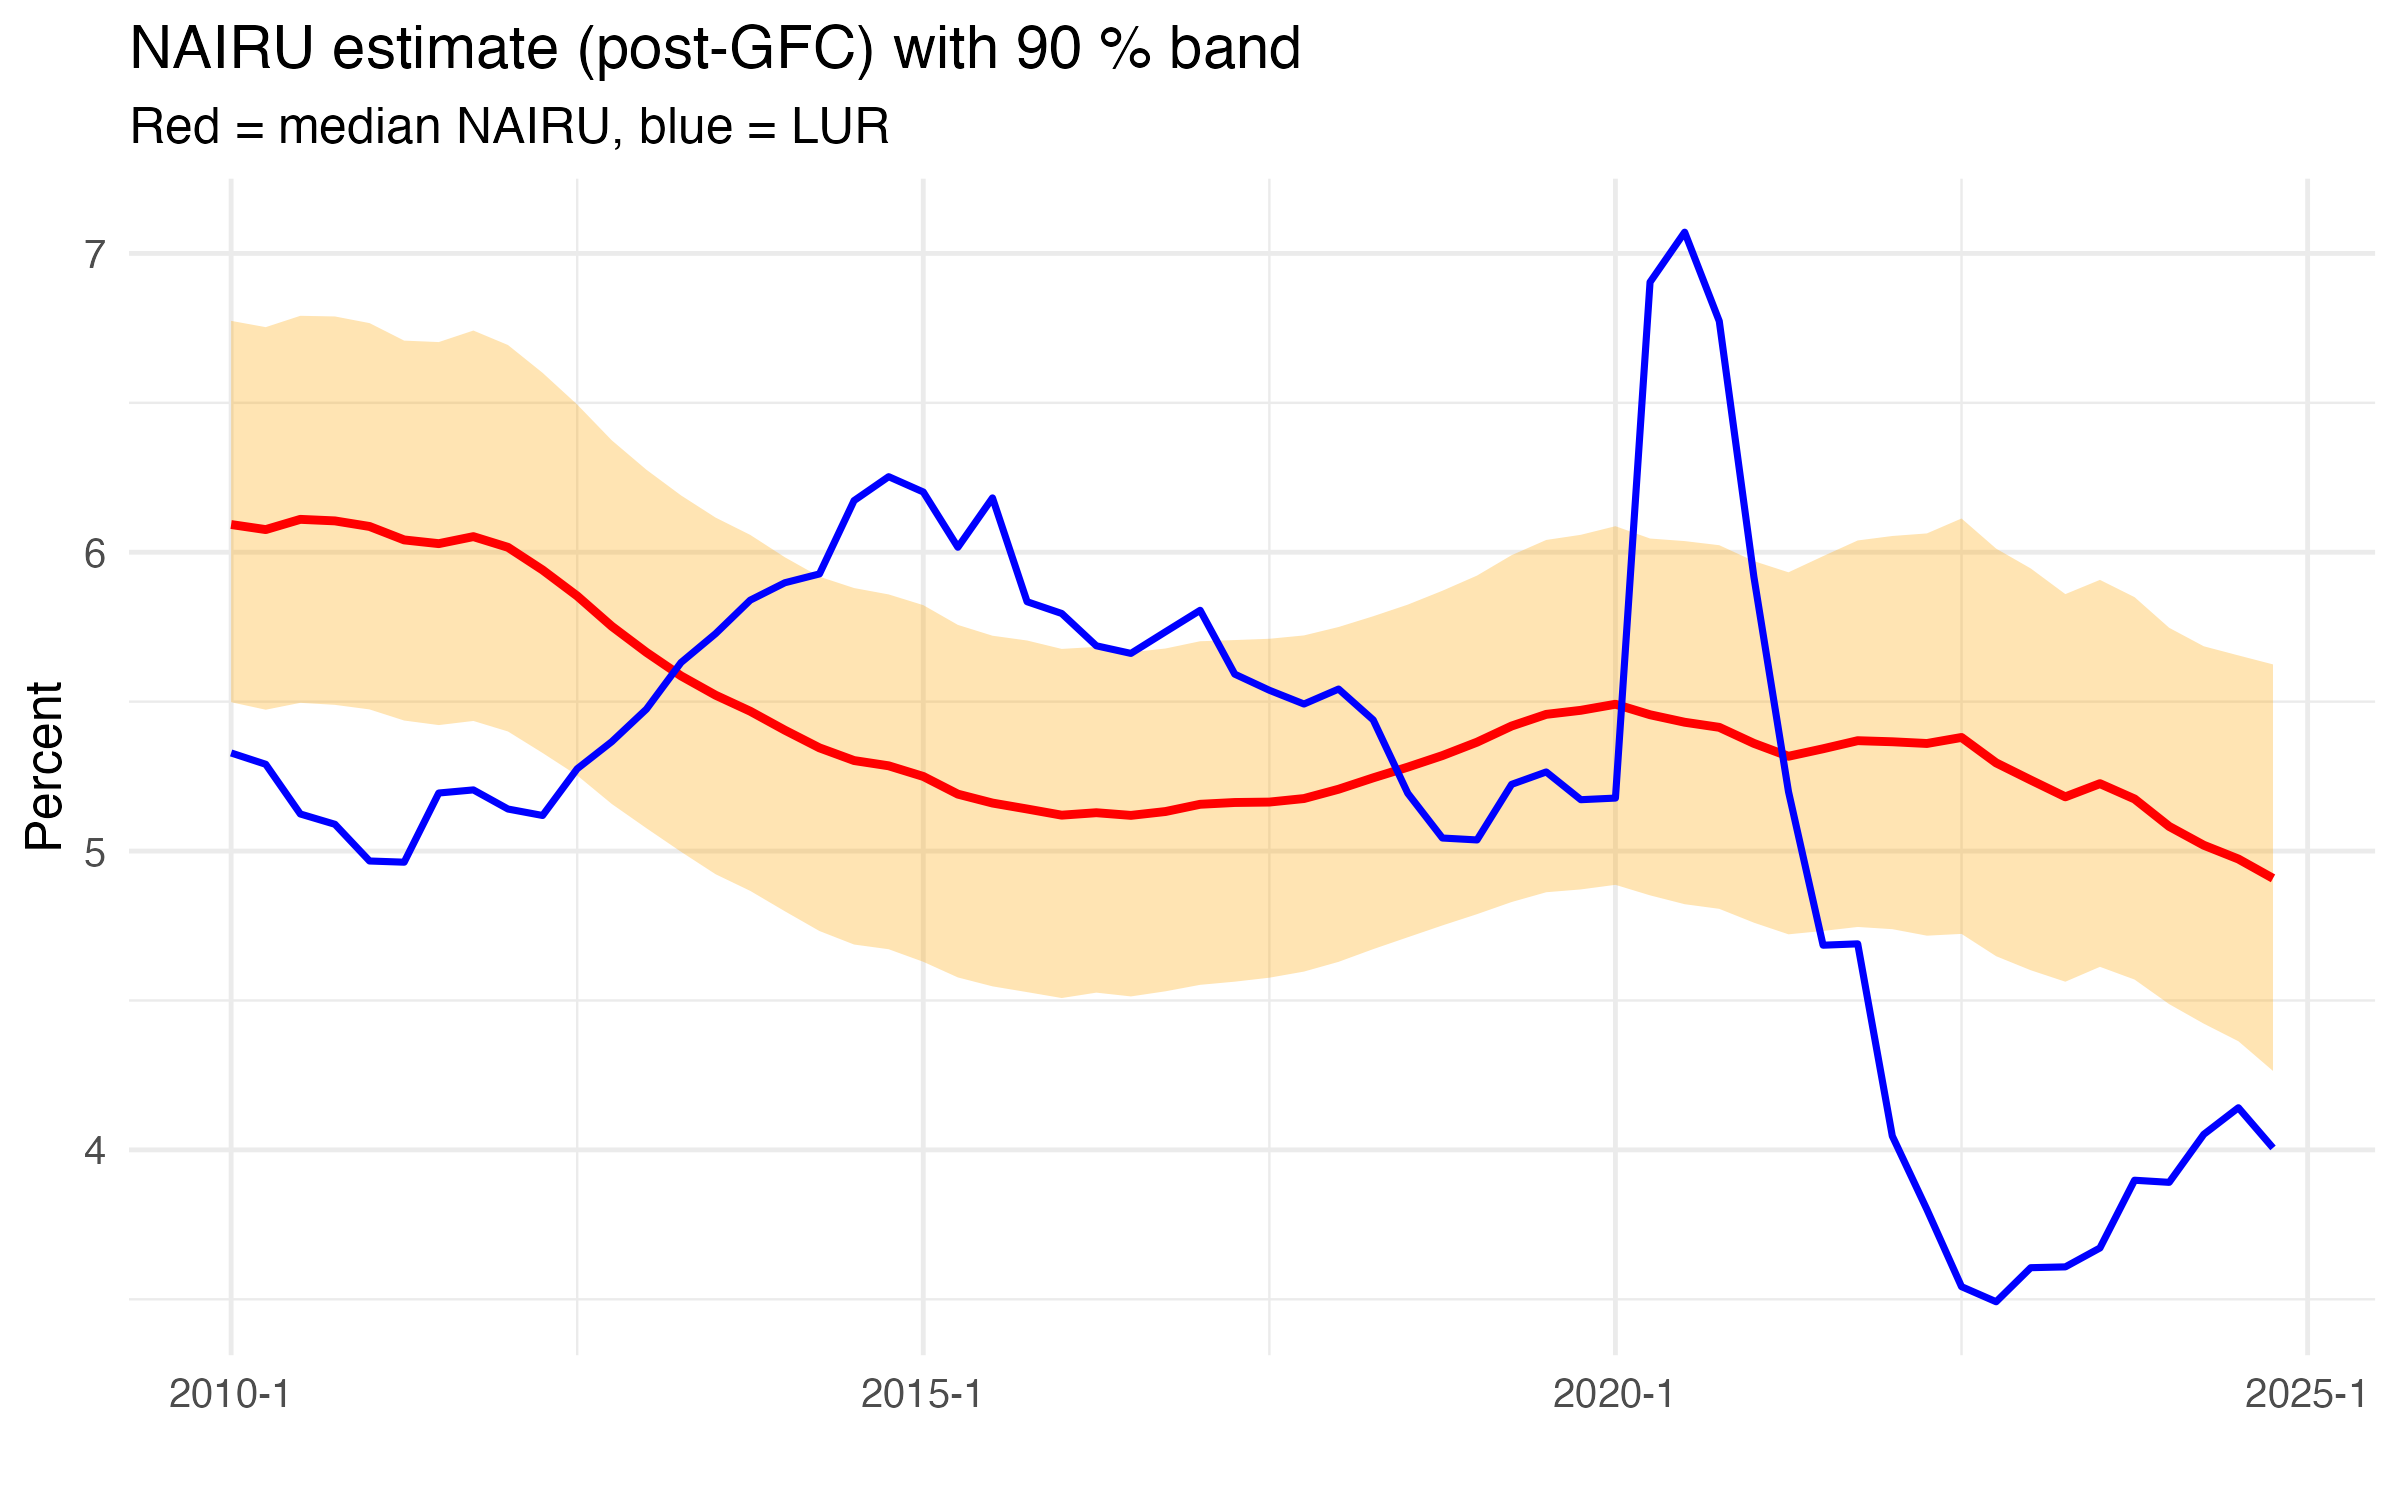 NAIRU estimate (post-GFC) with 90 % band
Red = median NAIRU, blue = LUR
Percent
7
6
5
4
2010-1
2015-1
2020-1
2025-1